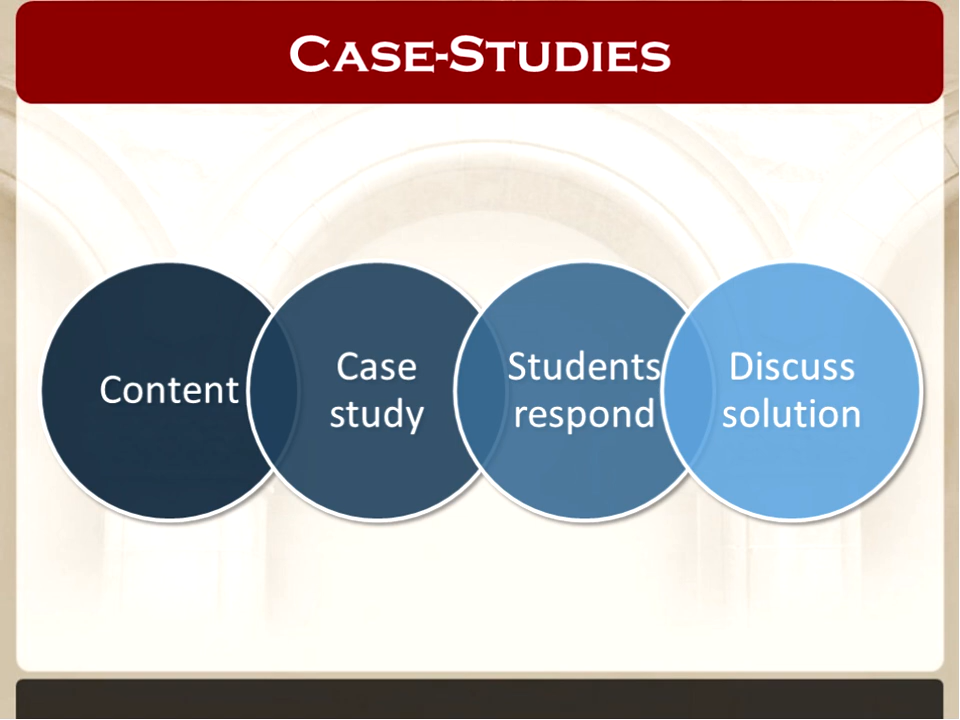 Case-Studies
Content
Case
study
Students
respond
Discuss
solution